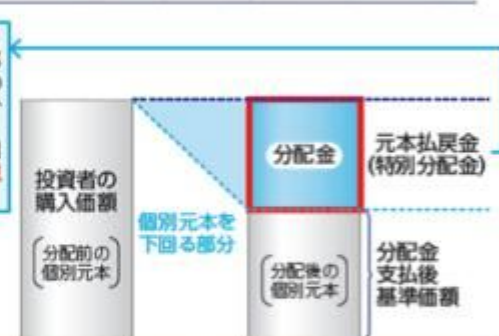 投資者の
購入価額
分配前の
個別元本
個別元本を
下回る部分
分配金
分配後の
個別元本
元本払戻金
(特別分配金)
分配金
支払後
基準価額